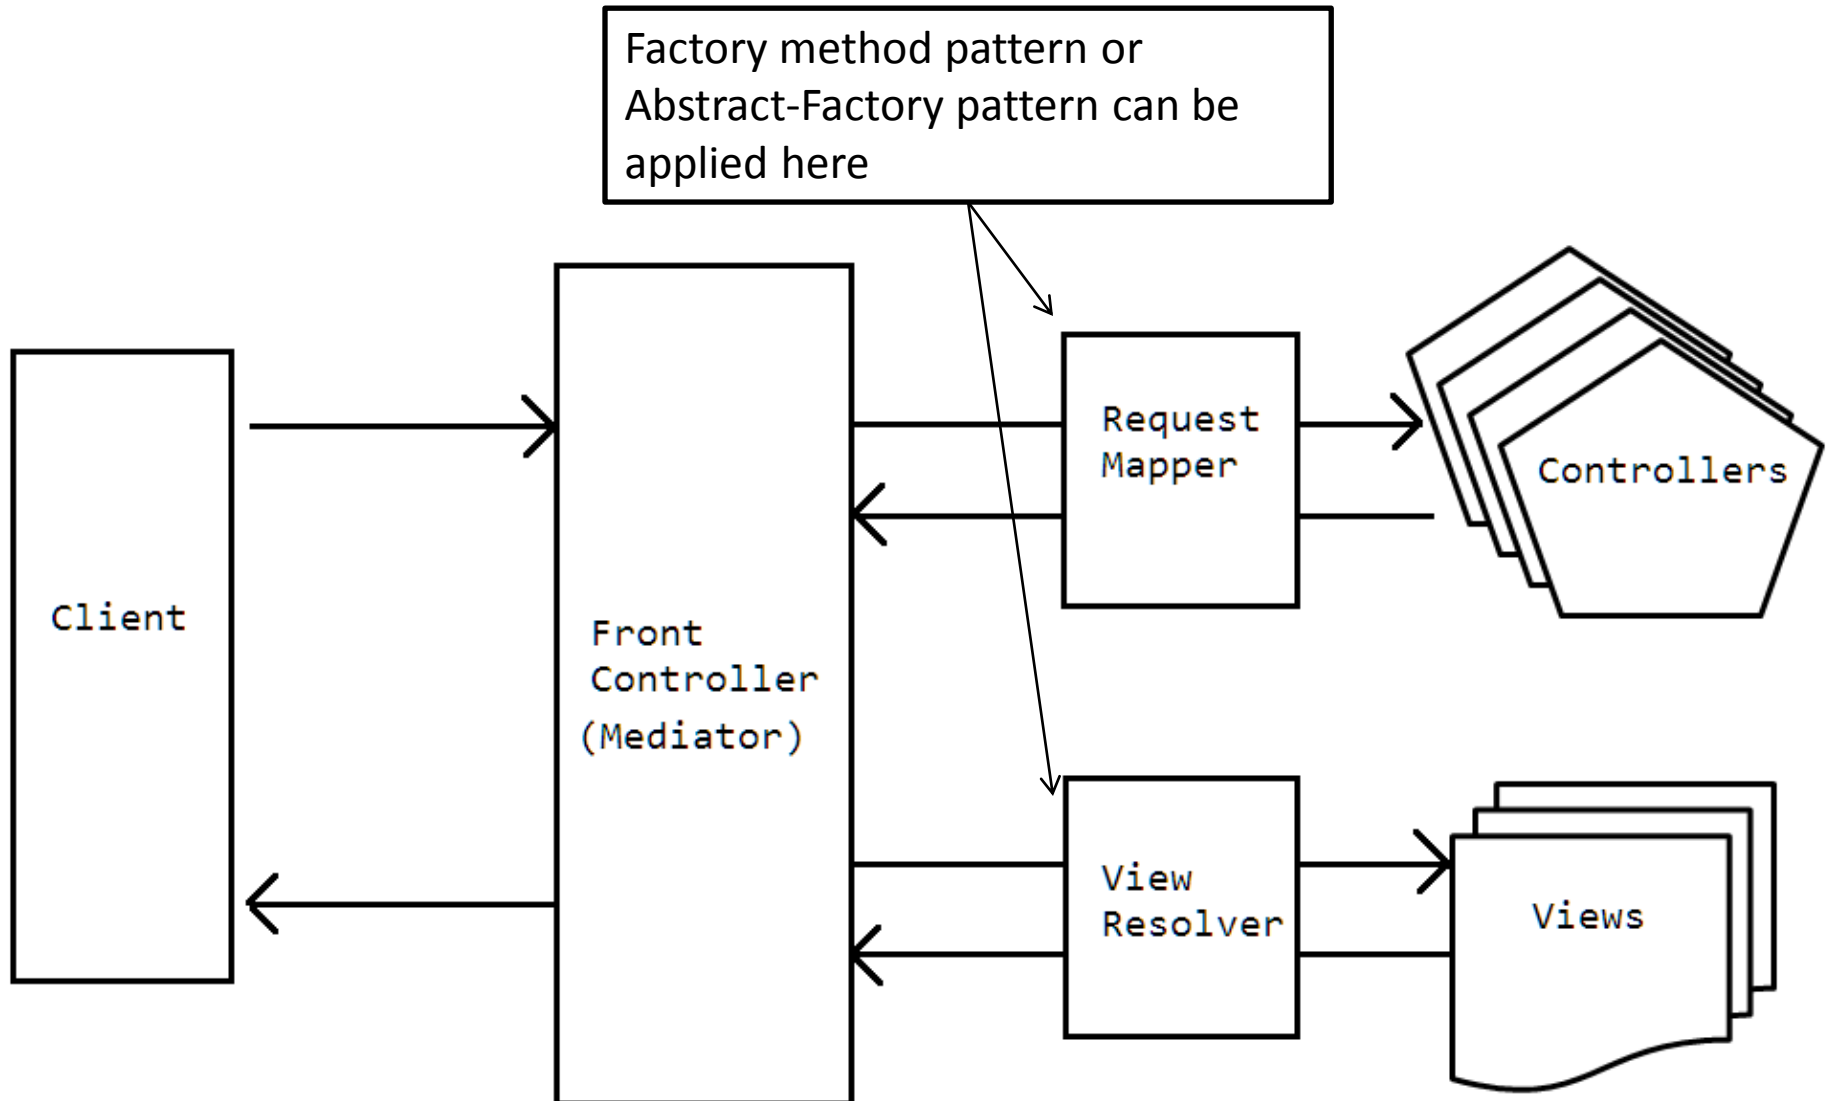 Factory method pattern or
Abstract-Factory pattern can be
applied here
Client
Front
Controller
(Mediator)
Request
Mapper
Controllers
View
Resolver
Views